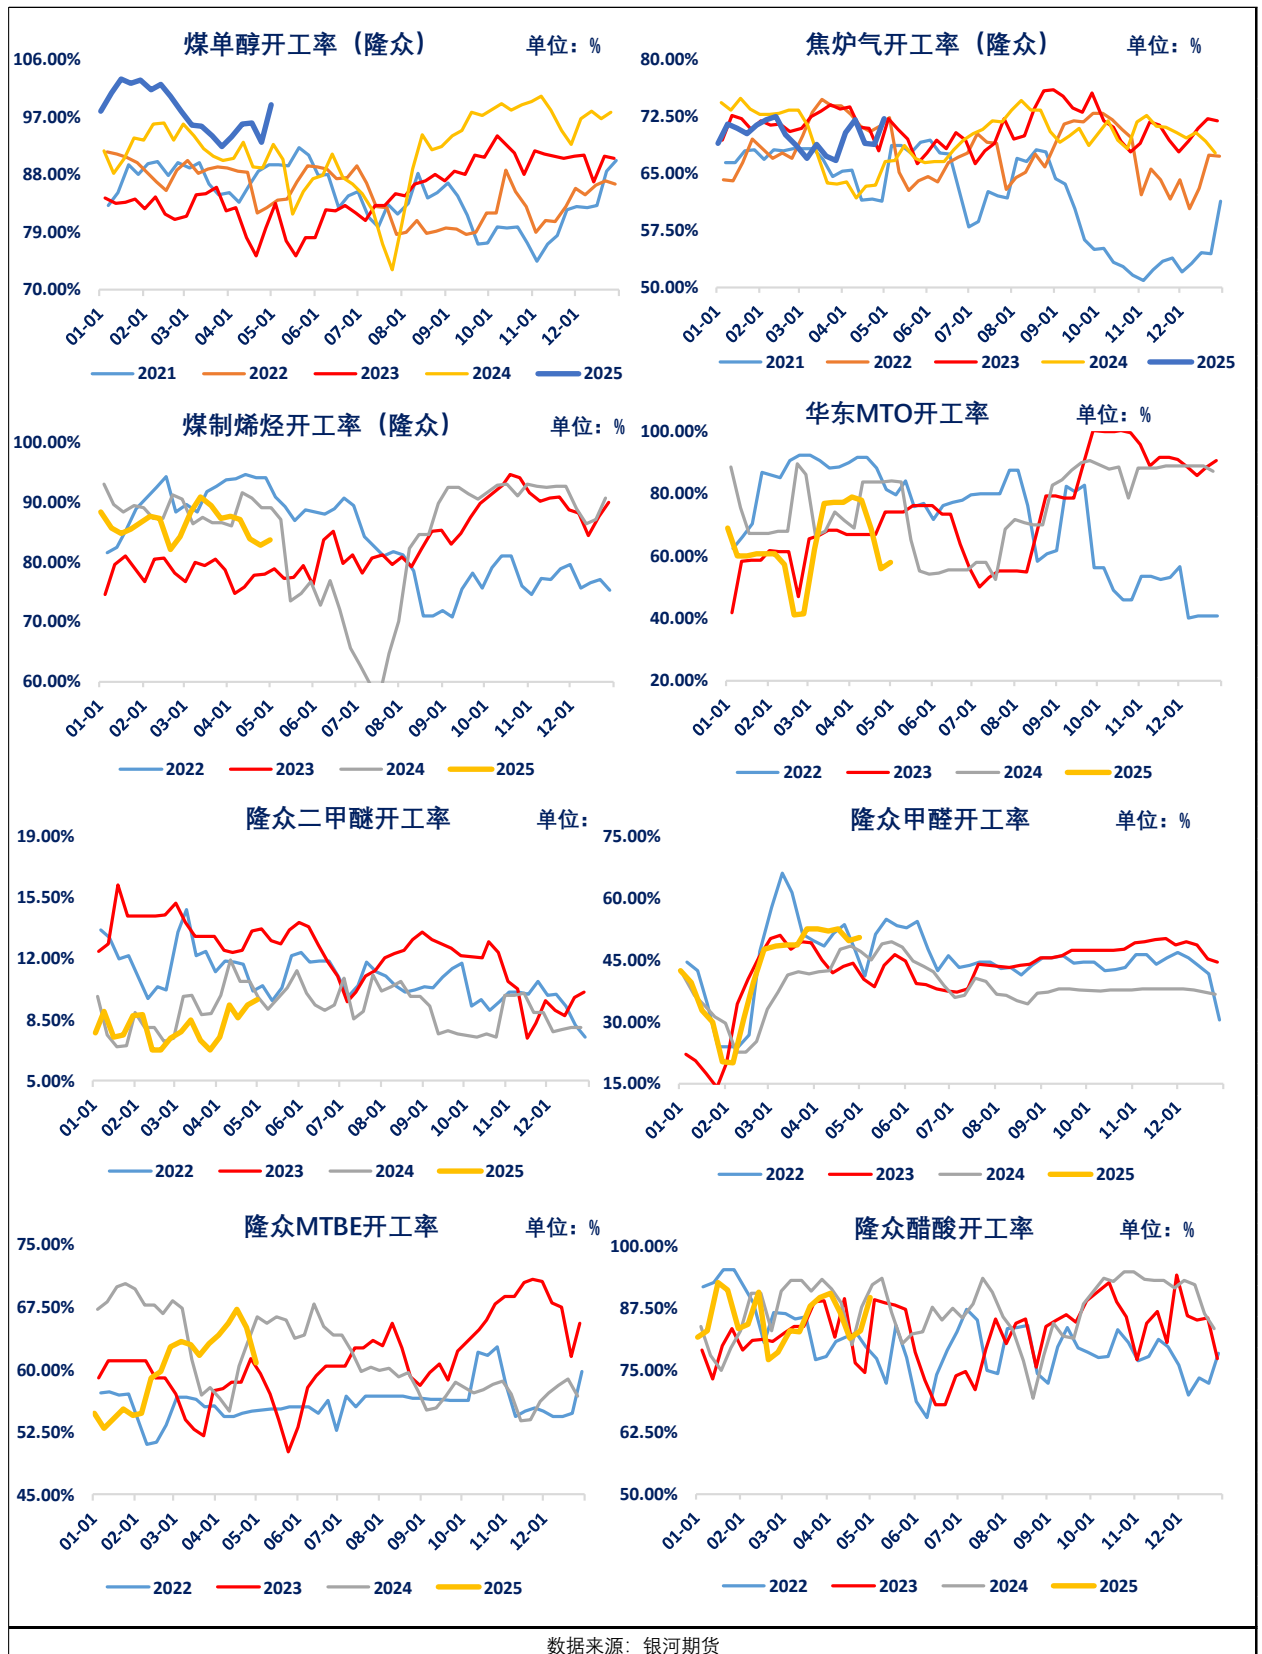 煤单醇开工率（隆众） 单位：%
106.00%
97.00%
88.00%
79.00%
70.00%
01-01 02-01 03-01 04-01 05-01 06-01 07-01 08-01 09-01 10-01 11-01 12-01
2021 2022 2023 2024 2025
焦炉气开工率（隆众） 单位：%
80.00%
72.50%
65.00%
57.50%
50.00%
01-01 02-01 03-01 04-01 05-01 06-01 07-01 08-01 09-01 10-01 11-01 12-01
2021 2022 2023 2024 2025
煤制烯烃开工率（隆众） 单位：%
100.00%
90.00%
80.00%
70.00%
60.00%
01-01 02-01 03-01 04-01 05-01 06-01 07-01 08-01 09-01 10-01 11-01 12-01
2022 2023 2024 2025
华东MTO开工率 单位：%
100.00%
80.00%
60.00%
40.00%
20.00%
01-01 02-01 03-01 04-01 05-01 06-01 07-01 08-01 09-01 10-01 11-01 12-01
2022 2023 2024 2025
隆众二甲醚开工率 单位：
19.00%
15.50%
12.00%
8.50%
5.00%
01-01 02-01 03-01 04-01 05-01 06-01 07-01 08-01 09-01 10-01 11-01 12-01
2022 2023 2024 2025
隆众甲醛开工率 单位：%
75.00%
60.00%
45.00%
30.00%
15.00%
01-01 02-01 03-01 04-01 05-01 06-01 07-01 08-01 09-01 10-01 11-01 12-01
2022 2023 2024 2025
隆众MTBE开工率 单位：%
75.00%
67.50%
60.00%
52.50%
45.00%
01-01 02-01 03-01 04-01 05-01 06-01 07-01 08-01 09-01 10-01 11-01 12-01
2022 2023 2024 2025
隆众醋酸开工率 单位：%
100.00%
87.50%
75.00%
62.50%
50.00%
01-01 02-01 03-01 04-01 05-01 06-01 07-01 08-01 09-01 10-01 11-01 12-01
2022 2023 2024 2025
数据来源：银河期货